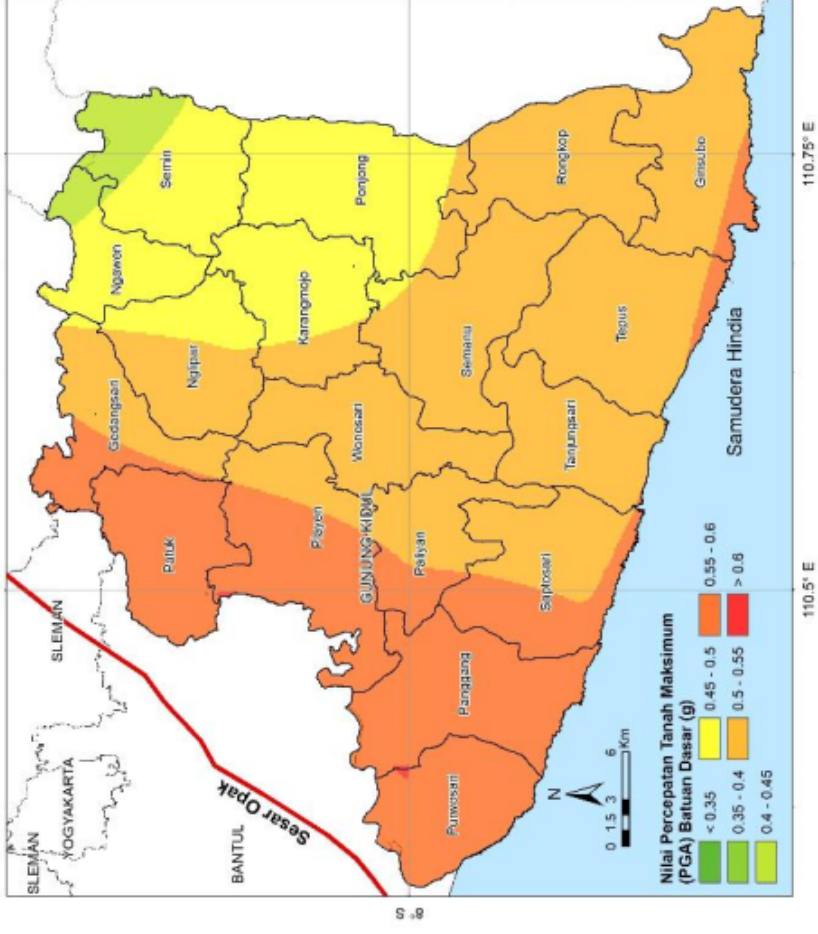 SLEMAN
YOGYAKARTA
BANTUL
SLEMAN
Sesar Opak
Patuk
Gedangsari
Nglipar
Ngawen
Semin
Playen
GUNUNG KIDUL
Wonosari
Karangmojo
Ponjong
Paliyan
Panggang
Purwosari
Saptosari
Semanu
Tanjungsari
Tepus
Rongkop
Girisubo
Samudera Hindia
8° S
110.5° E
110.75° E
N
0 1.5 3 6
Km
Nilai Percepatan Tanah Maksimum
(PGA) Batuan Dasar (g)
< 0.35
0.35 - 0.4
0.4 - 0.45
0.45 - 0.5
0.5 - 0.55
0.55 - 0.6
> 0.6